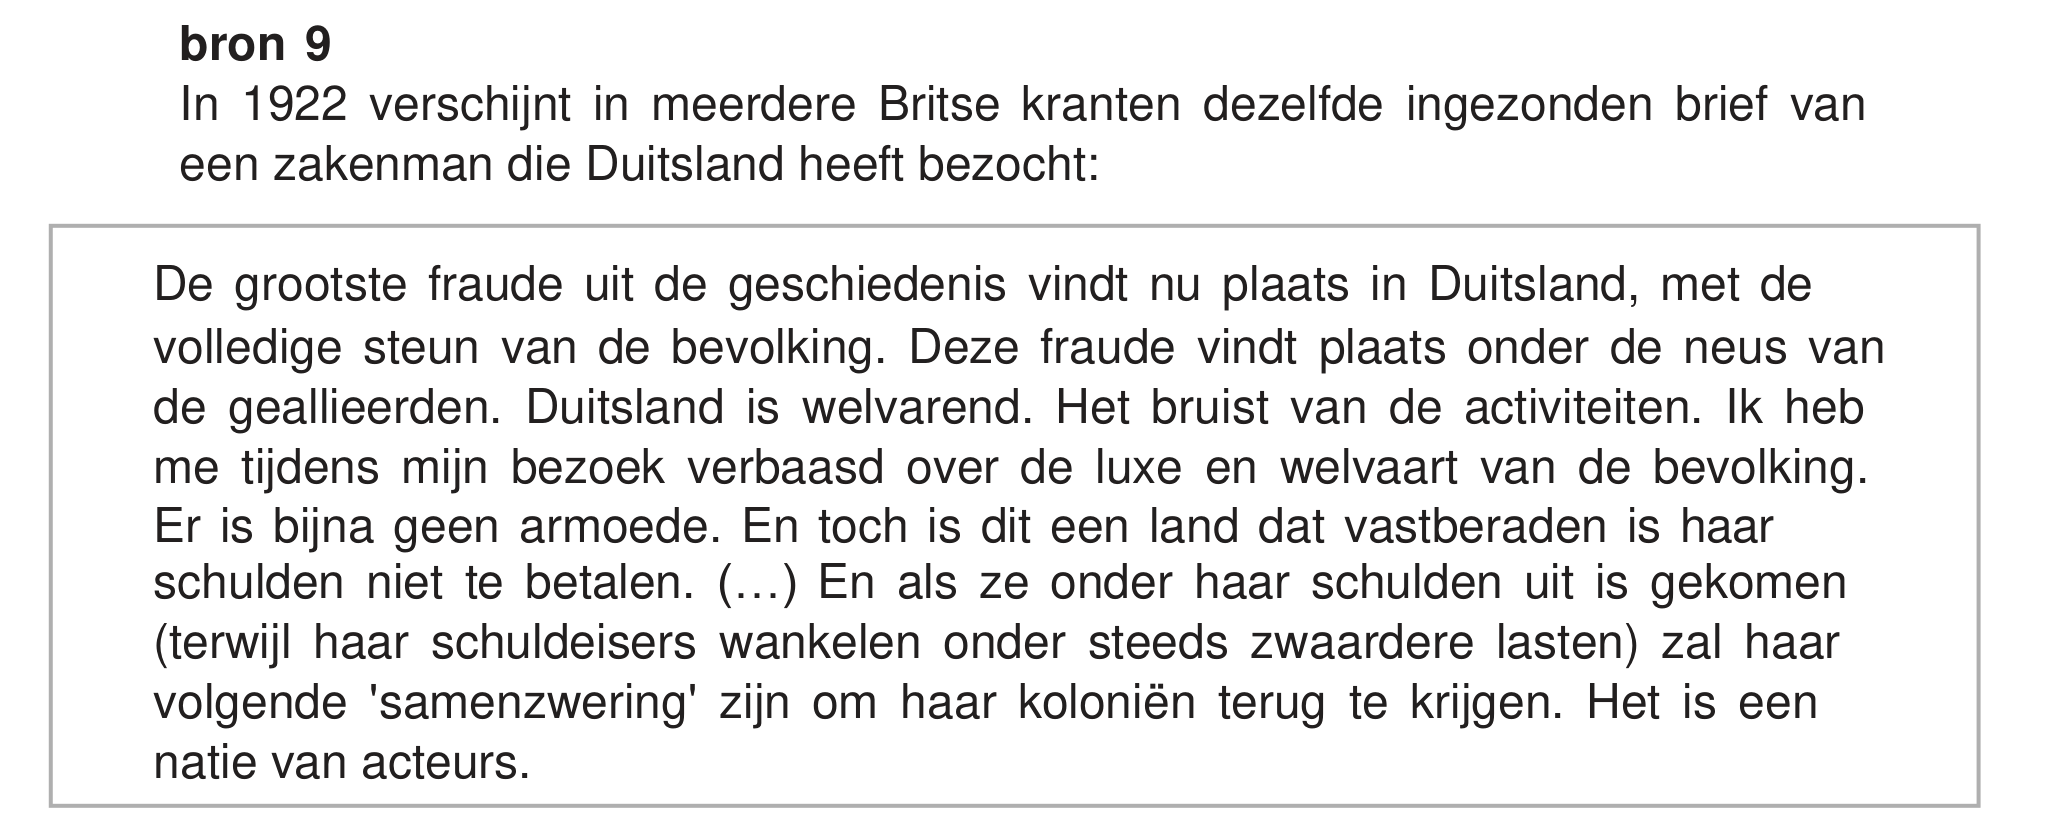 bron 9
In 1922 verschijnt in meerdere Britse kranten dezelfde ingezonden brief van
een zakenman die Duitsland heeft bezocht:
De grootste fraude uit de geschiedenis vindt nu plaats in Duitsland, met de
volledige steun van de bevolking. Deze fraude vindt plaats onder de neus van
de geallieerden. Duitsland is welvarend. Het bruist van de activiteiten. Ik heb
me tijdens mijn bezoek verbaasd over de luxe en welvaart van de bevolking.
Er is bijna geen armoede. En toch is dit een land dat vastberaden is haar
schulden niet te betalen. (…) En als ze onder haar schulden uit is gekomen
(terwijl haar schuldeisers wankelen onder steeds zwaardere lasten) zal haar
volgende 'samenzwering' zijn om haar koloniën terug te krijgen. Het is een
natie van acteurs.